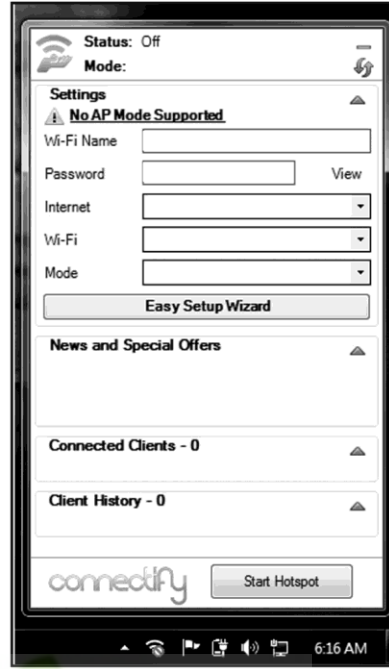 Status: Off
Mode:
Settings
No AP Mode Supported
Wi-Fi Name
Password View
Internet
Wi-Fi
Mode
Easy Setup Wizard
News and Special Offers
Connected Clients - 0
Client History - 0
connectify Start Hotspot
6:16 AM